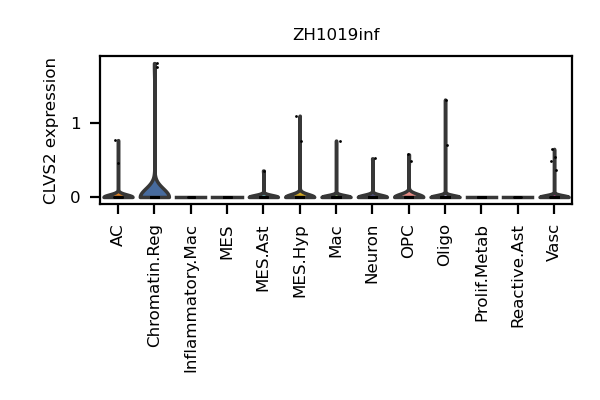 ZH1019inf
CLVS2 expression
1
0
AC
Chromatin.Reg
Inflammatory.Mac
MES
MES.Ast
MES.Hyp
Mac
Neuron
OPC
Oligo
Prolif.Metab
Reactive.Ast
Vasc